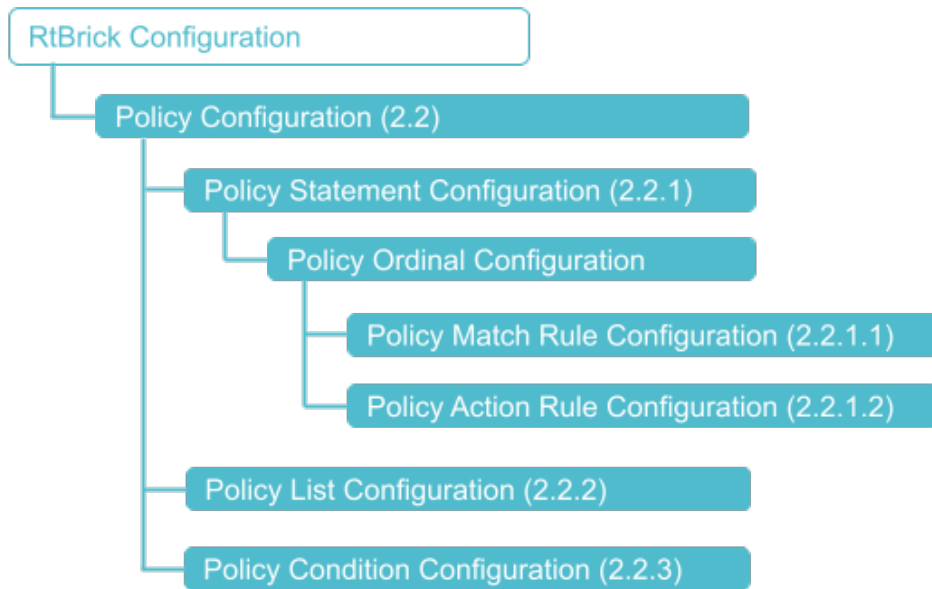 RtBrick Configuration
Policy Configuration (2.2)
Policy Statement Configuration (2.2.1)
Policy Ordinal Configuration
Policy Match Rule Configuration (2.2.1.1)
Policy Action Rule Configuration (2.2.1.2)
Policy List Configuration (2.2.2)
Policy Condition Configuration (2.2.3)